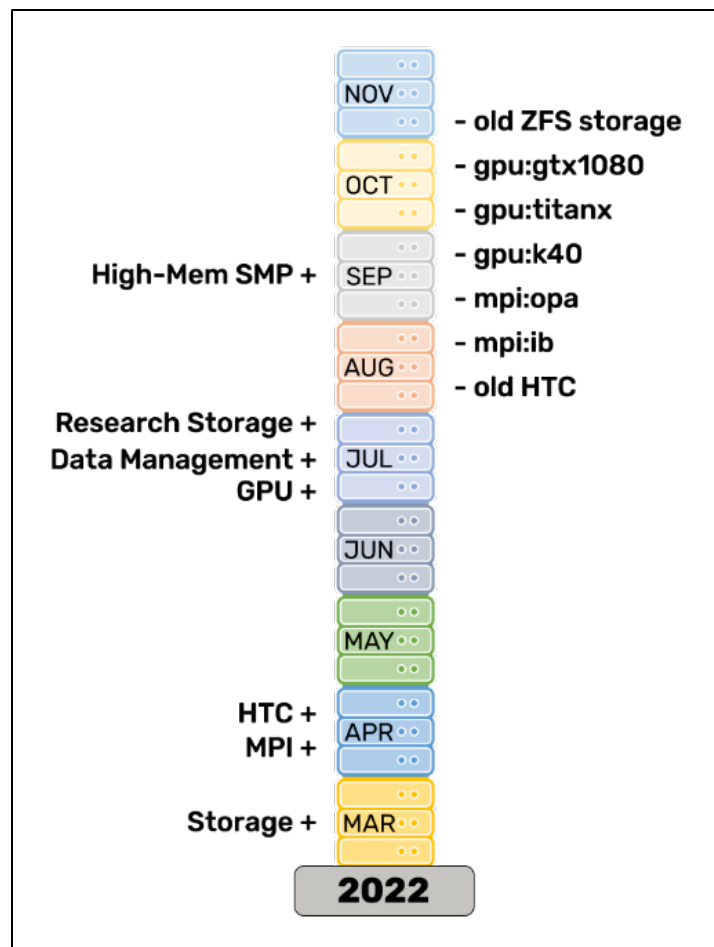 NOV
- old ZFS storage
- gpu:gtx1080
OCT
- gpu:titanx
- gpu:k40
High-Mem SMP +
SEP
- mpi:opa
- mpi:ib
AUG
- old HTC
Research Storage +
Data Management +
JUL
GPU +
JUN
MAY
HTC +
APR
MPI +
Storage +
MAR
2022